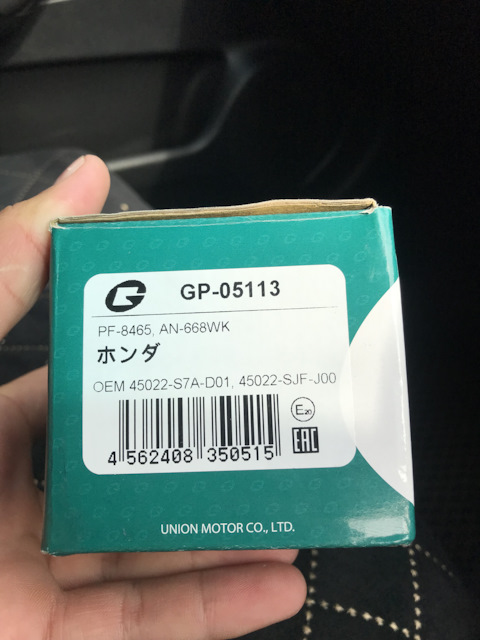 G GP-05113
PF-8465, AN-668WK
ホンダ
OEM 45022-S7A-D01, 45022-SJF-J00
E20
EAC
4 562408 350515
UNION MOTOR CO., LTD.